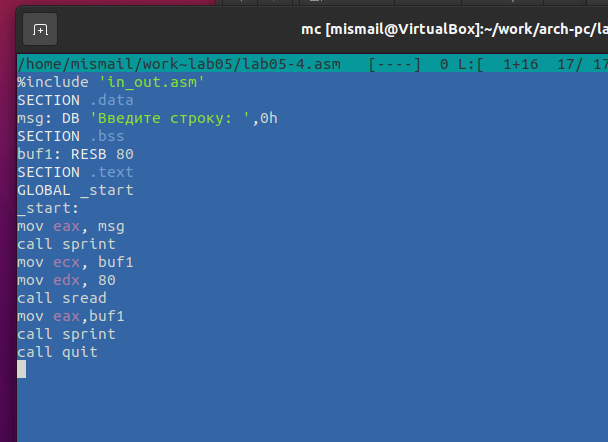 mc [mismail@VirtualBox]:~/work/arch-pc/la
/home/mismail/work~lab05/lab05-4.asm   [----]  0 L:[  1+16  17/ 17
%include 'in_out.asm'
SECTION .data
msg: DB 'Введите строку: ',0h
SECTION .bss
buf1: RESB 80
SECTION .text
GLOBAL _start
_start:
mov eax, msg
call sprint
mov ecx, buf1
mov edx, 80
call sread
mov eax,buf1
call sprint
call quit